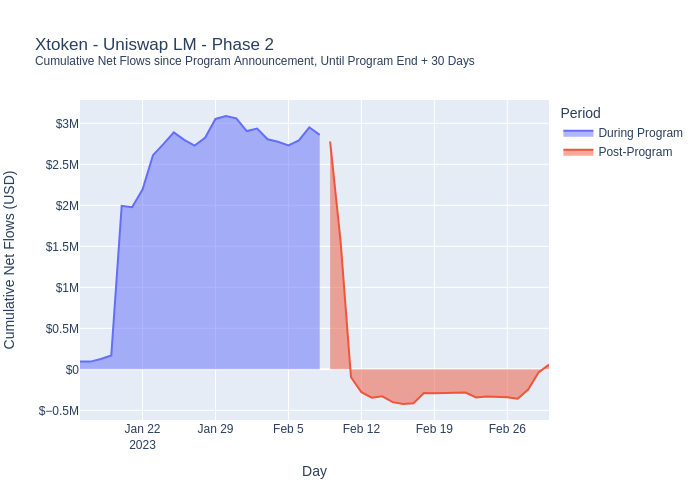 Xtoken - Uniswap LM - Phase 2
Cumulative Net Flows since Program Announcement, Until Program End + 30 Days
Period
During Program
Post-Program
Cumulative Net Flows (USD)
$3M
$2.5M
$2M
$1.5M
$1M
$0.5M
$0
$−0.5M
Jan 22
2023
Jan 29
Feb 5
Feb 12
Feb 19
Feb 26
Day